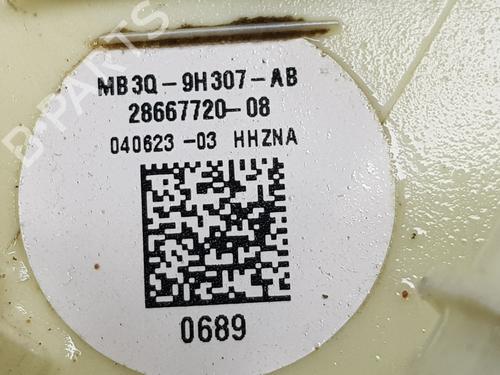 MB3Q-9H307-AB
28667720-08
040623-03 HHZNA
0689
B-PARTS